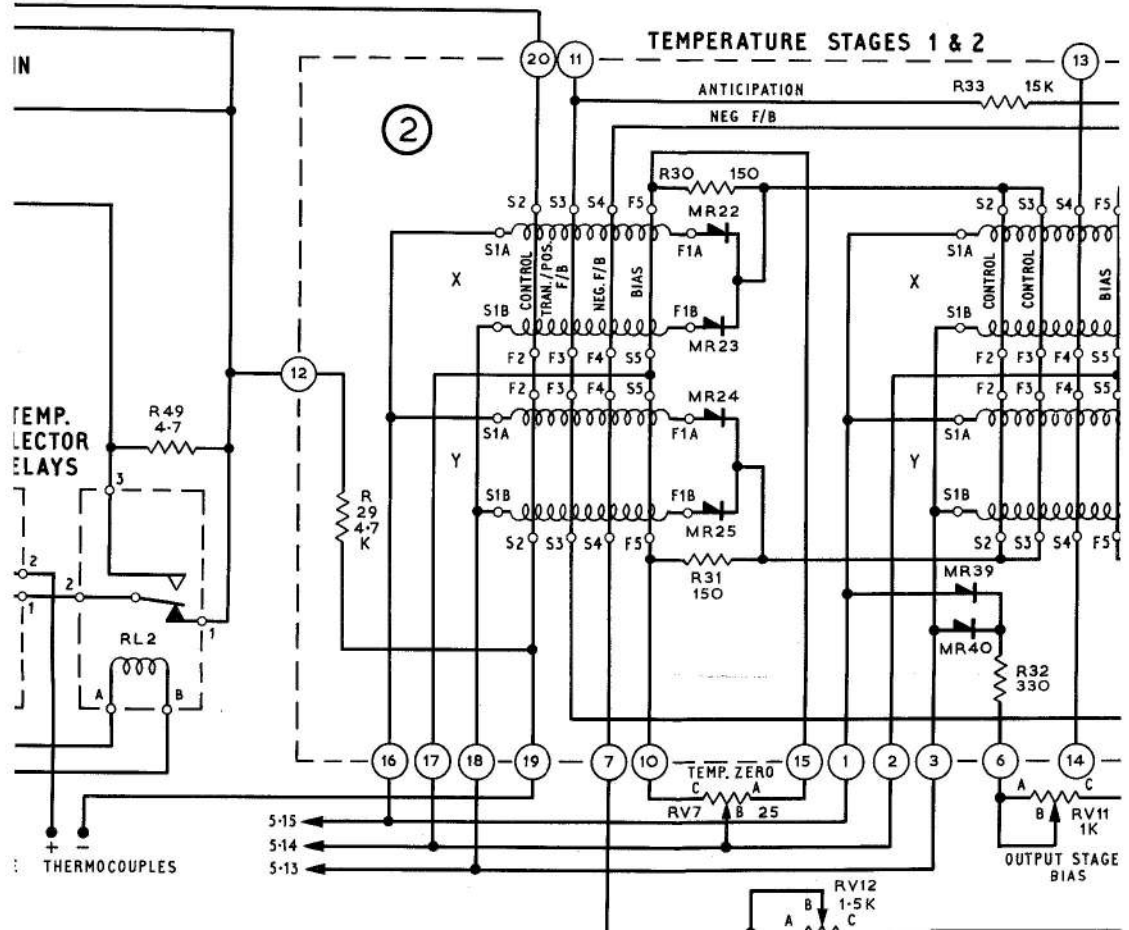 TEMPERATURE STAGES 1 & 2
IN
20
11
13
ANTICIPATION
R33 15K
NEG F/B
2
R30 150
S2 S3 S4 F5
MR22
S1A
F1A
X
CONTROL
TRAN./POS.
F/B
NEG. F/B
BIAS
S1B
F1B
MR23
F2 F3 F4 S5
F2 F3 F4 S5
MR24
S1A
F1A
Y
S1B
F1B
MR25
S2 S3 S4 F5
R31
150
S2 S3 S4 F5
S1A
X
CONTROL
CONTROL
BIAS
S1B
F2 F3 F4 S5
F2 F3 F4 S5
S1A
Y
S1B
S2 S3 S4 F5
MR39
MR40
R32
330
12
R
29
4·7
K
R49
4·7
TEMP.
LECTOR
ELAYS
3
2
1
2
1
RL2
A
B
16
17
18
19
7
10
15
1
2
3
6
14
TEMP. ZERO
C A
RV7 B 25
A C
B RV11
1K
OUTPUT STAGE
BIAS
5·15
5·14
5·13
+ −
THERMOCOUPLES
RV12
B 1·5K
A C